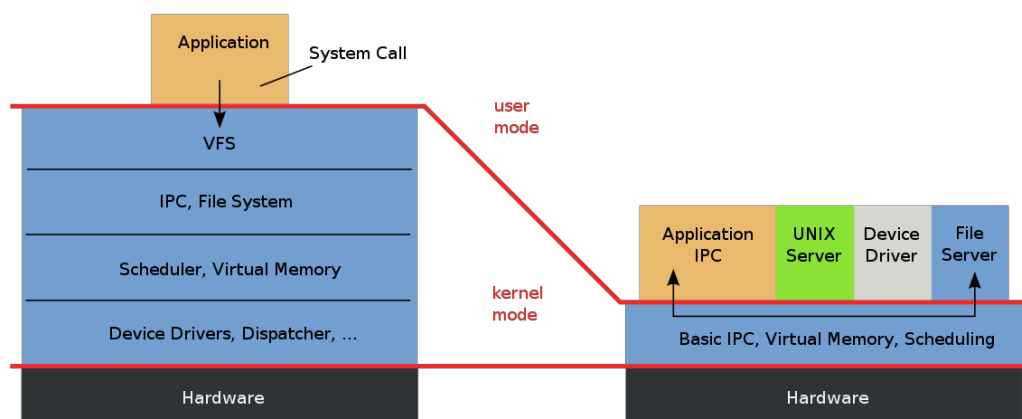 Application
System Call
VFS
IPC, File System
Scheduler, Virtual Memory
Device Drivers, Dispatcher, ...
Hardware
user
mode
kernel
mode
Application
IPC
UNIX
Server
Device
Driver
File
Server
Basic IPC, Virtual Memory, Scheduling
Hardware